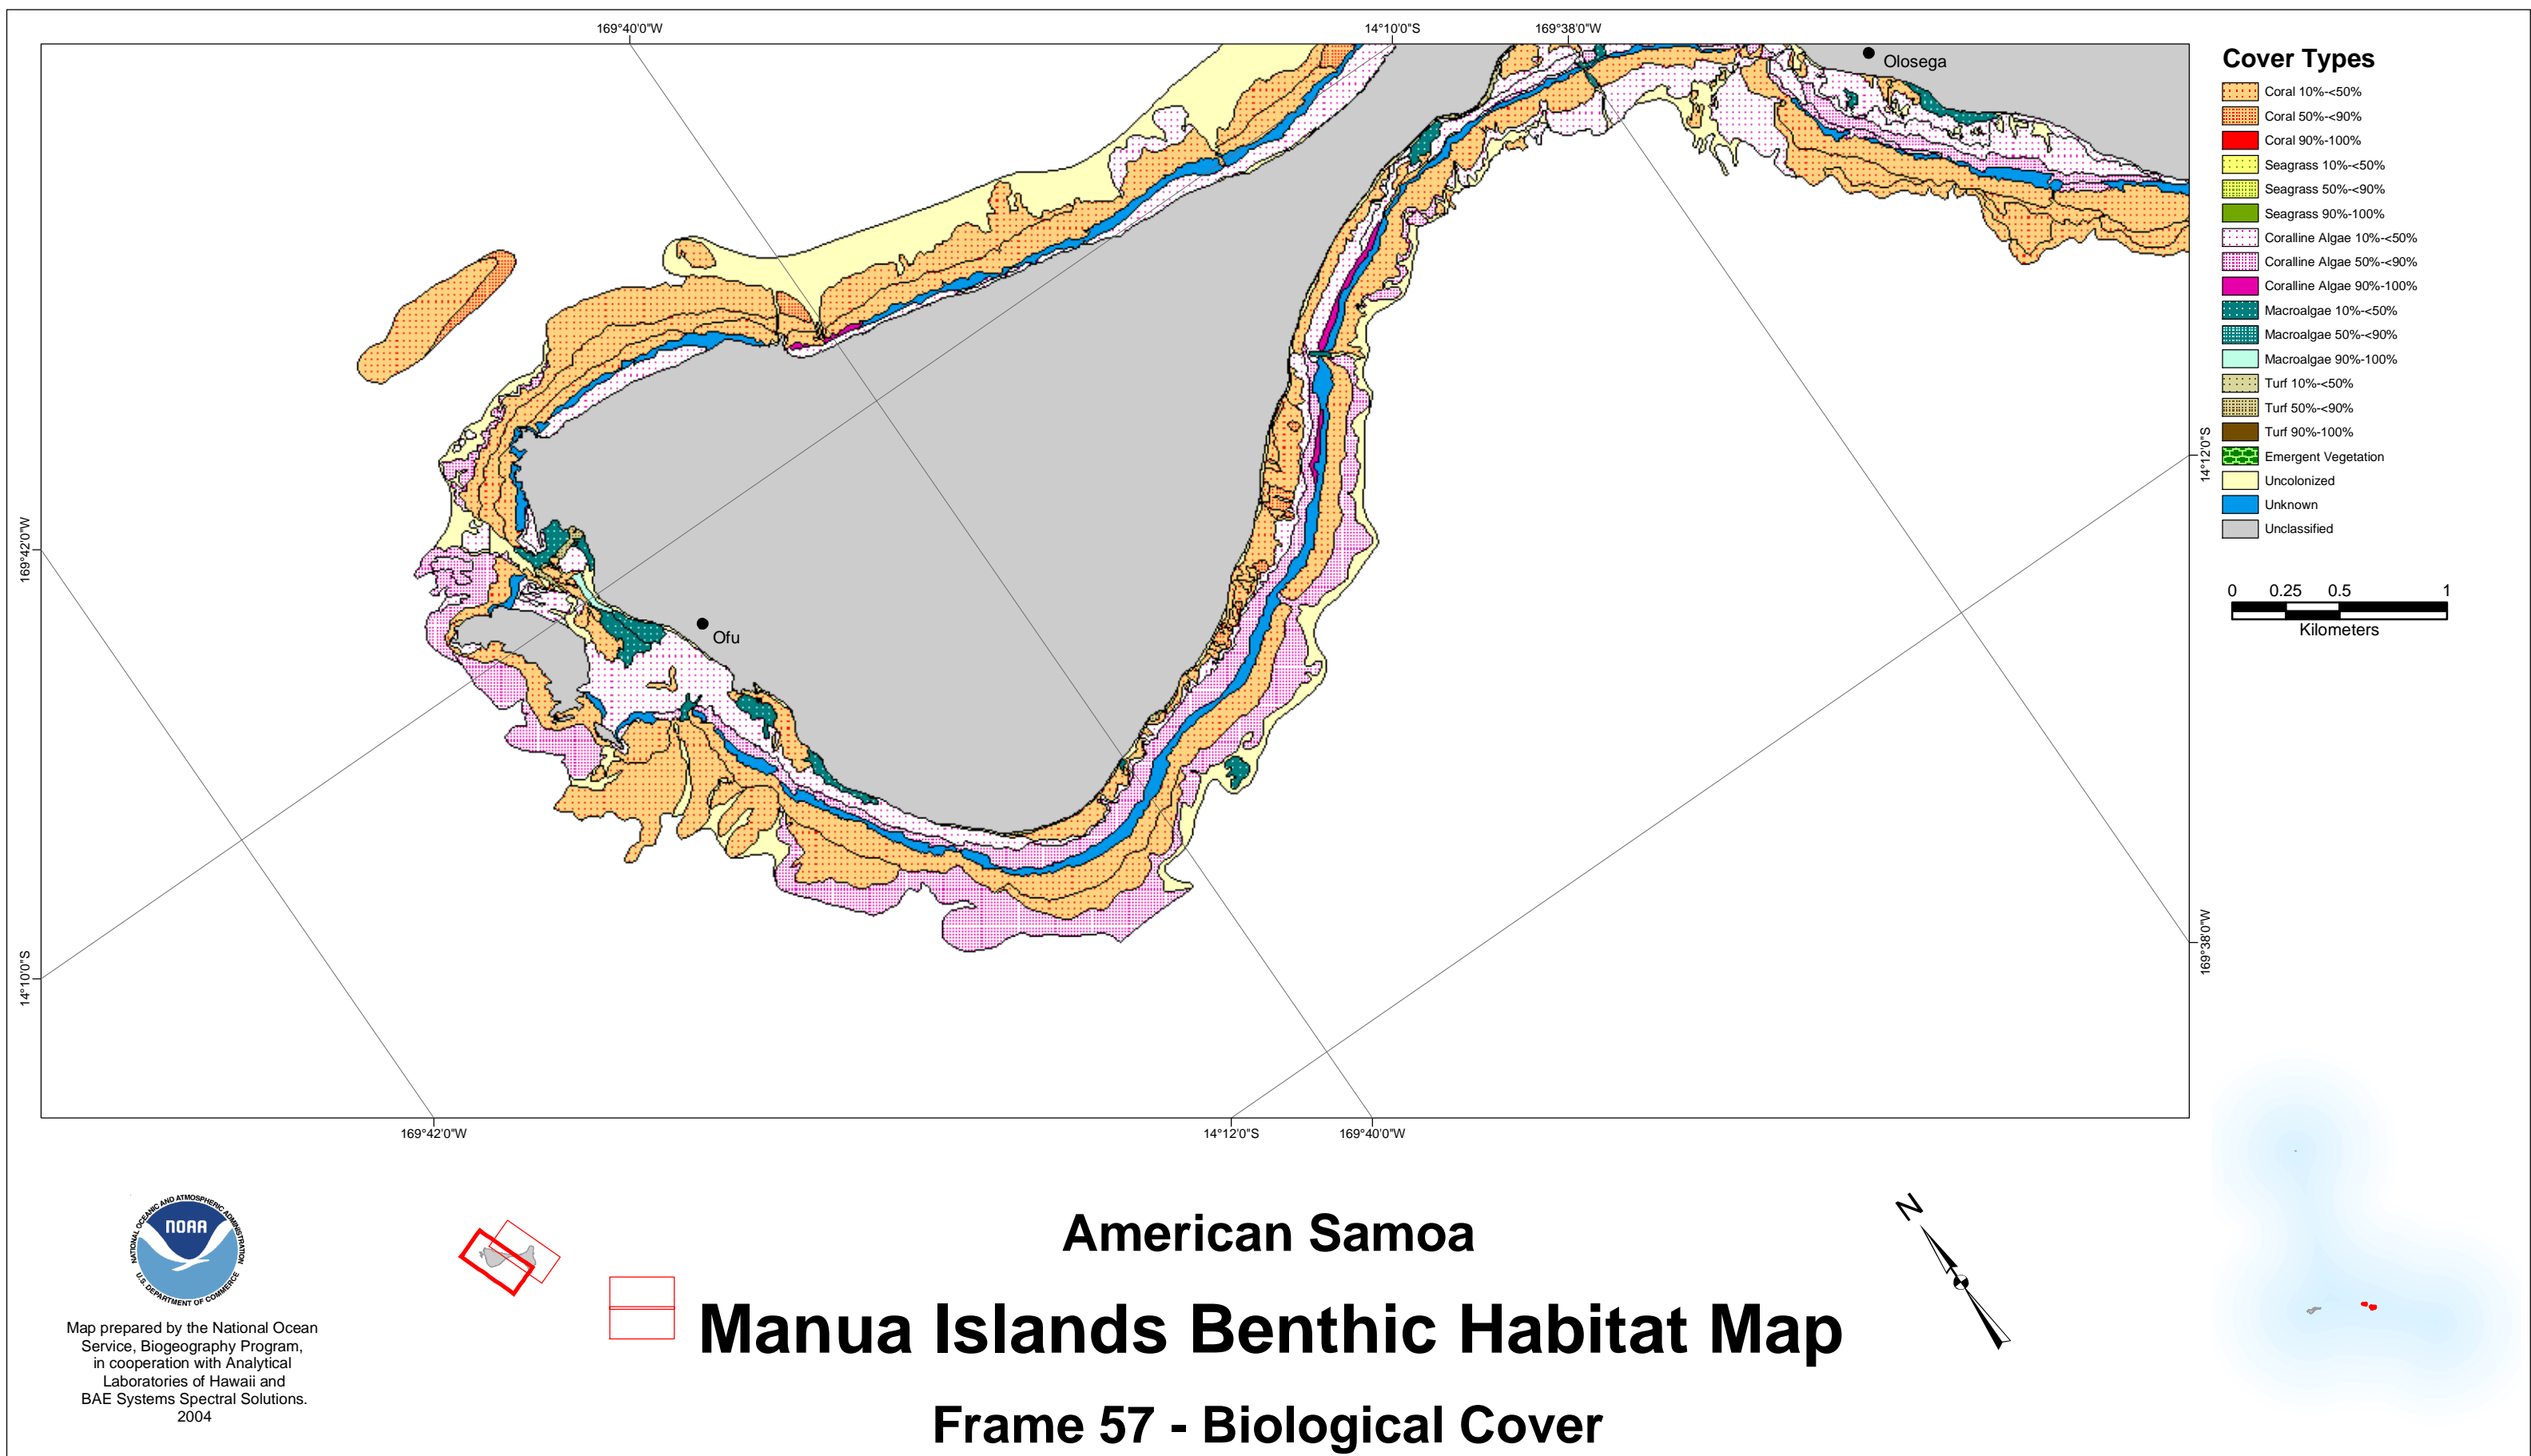 169°40'0"W
14°10'0"S
169°38'0"W
Olosega
Cover Types
Coral 10%-<50%
Coral 50%-<90%
Coral 90%-100%
Seagrass 10%-<50%
Seagrass 50%-<90%
Seagrass 90%-100%
Coralline Algae 10%-<50%
Coralline Algae 50%-<90%
Coralline Algae 90%-100%
Macroalgae 10%-<50%
Macroalgae 50%-<90%
Macroalgae 90%-100%
Turf 10%-<50%
Turf 50%-<90%
Turf 90%-100%
Emergent Vegetation
Uncolonized
Unknown
Unclassified
0 0.25 0.5 1
Kilometers
14°12'0"S
169°42'0"W
Ofu
169°38'0"W
14°10'0"S
169°42'0"W
14°12'0"S
169°40'0"W
NATIONAL OCEANIC AND ATMOSPHERIC ADMINISTRATION
NOAA
U.S. DEPARTMENT OF COMMERCE
Map prepared by the National Ocean
Service, Biogeography Program,
in cooperation with Analytical
Laboratories of Hawaii and
BAE Systems Spectral Solutions.
2004
American Samoa
Manua Islands Benthic Habitat Map
Frame 57 - Biological Cover
N